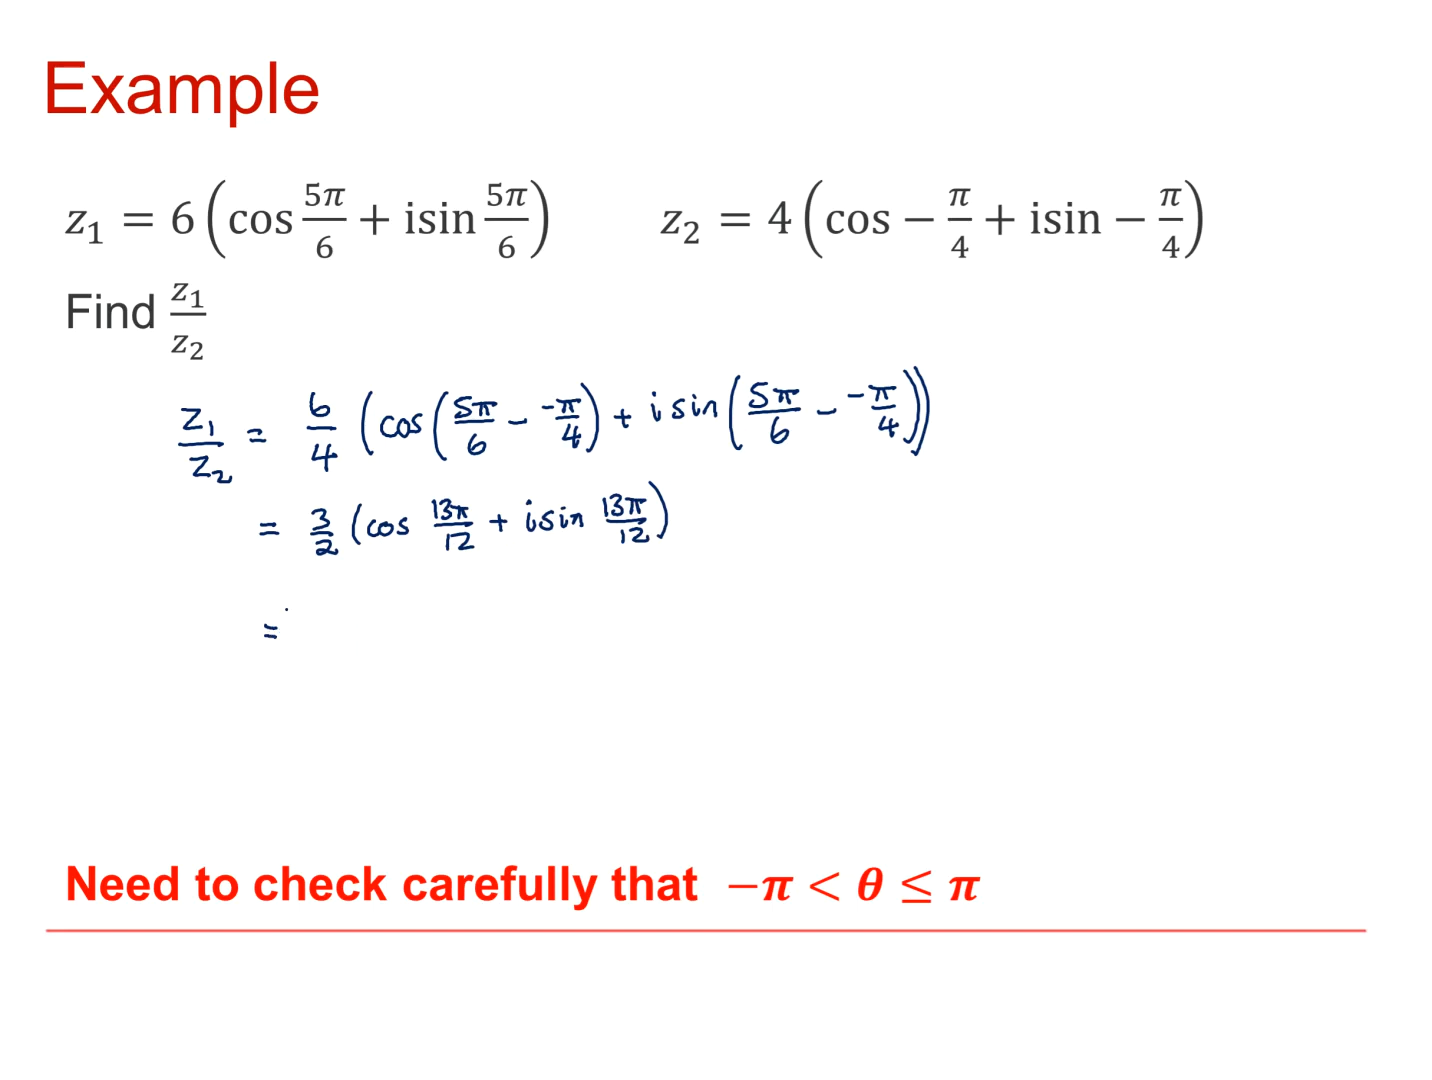 Example
z₁ = 6 (cos 5π/6 + isin 5π/6) z₂ = 4 (cos − π/4 + isin − π/4)
Find z₁/z₂
z₁/z₂ = 6/4 (cos(5π/6 − -π/4) + i sin(5π/6 − -π/4))
= 3/2 (cos 13π/12 + isin 13π/12)
=
Need to check carefully that −π < θ ≤ π